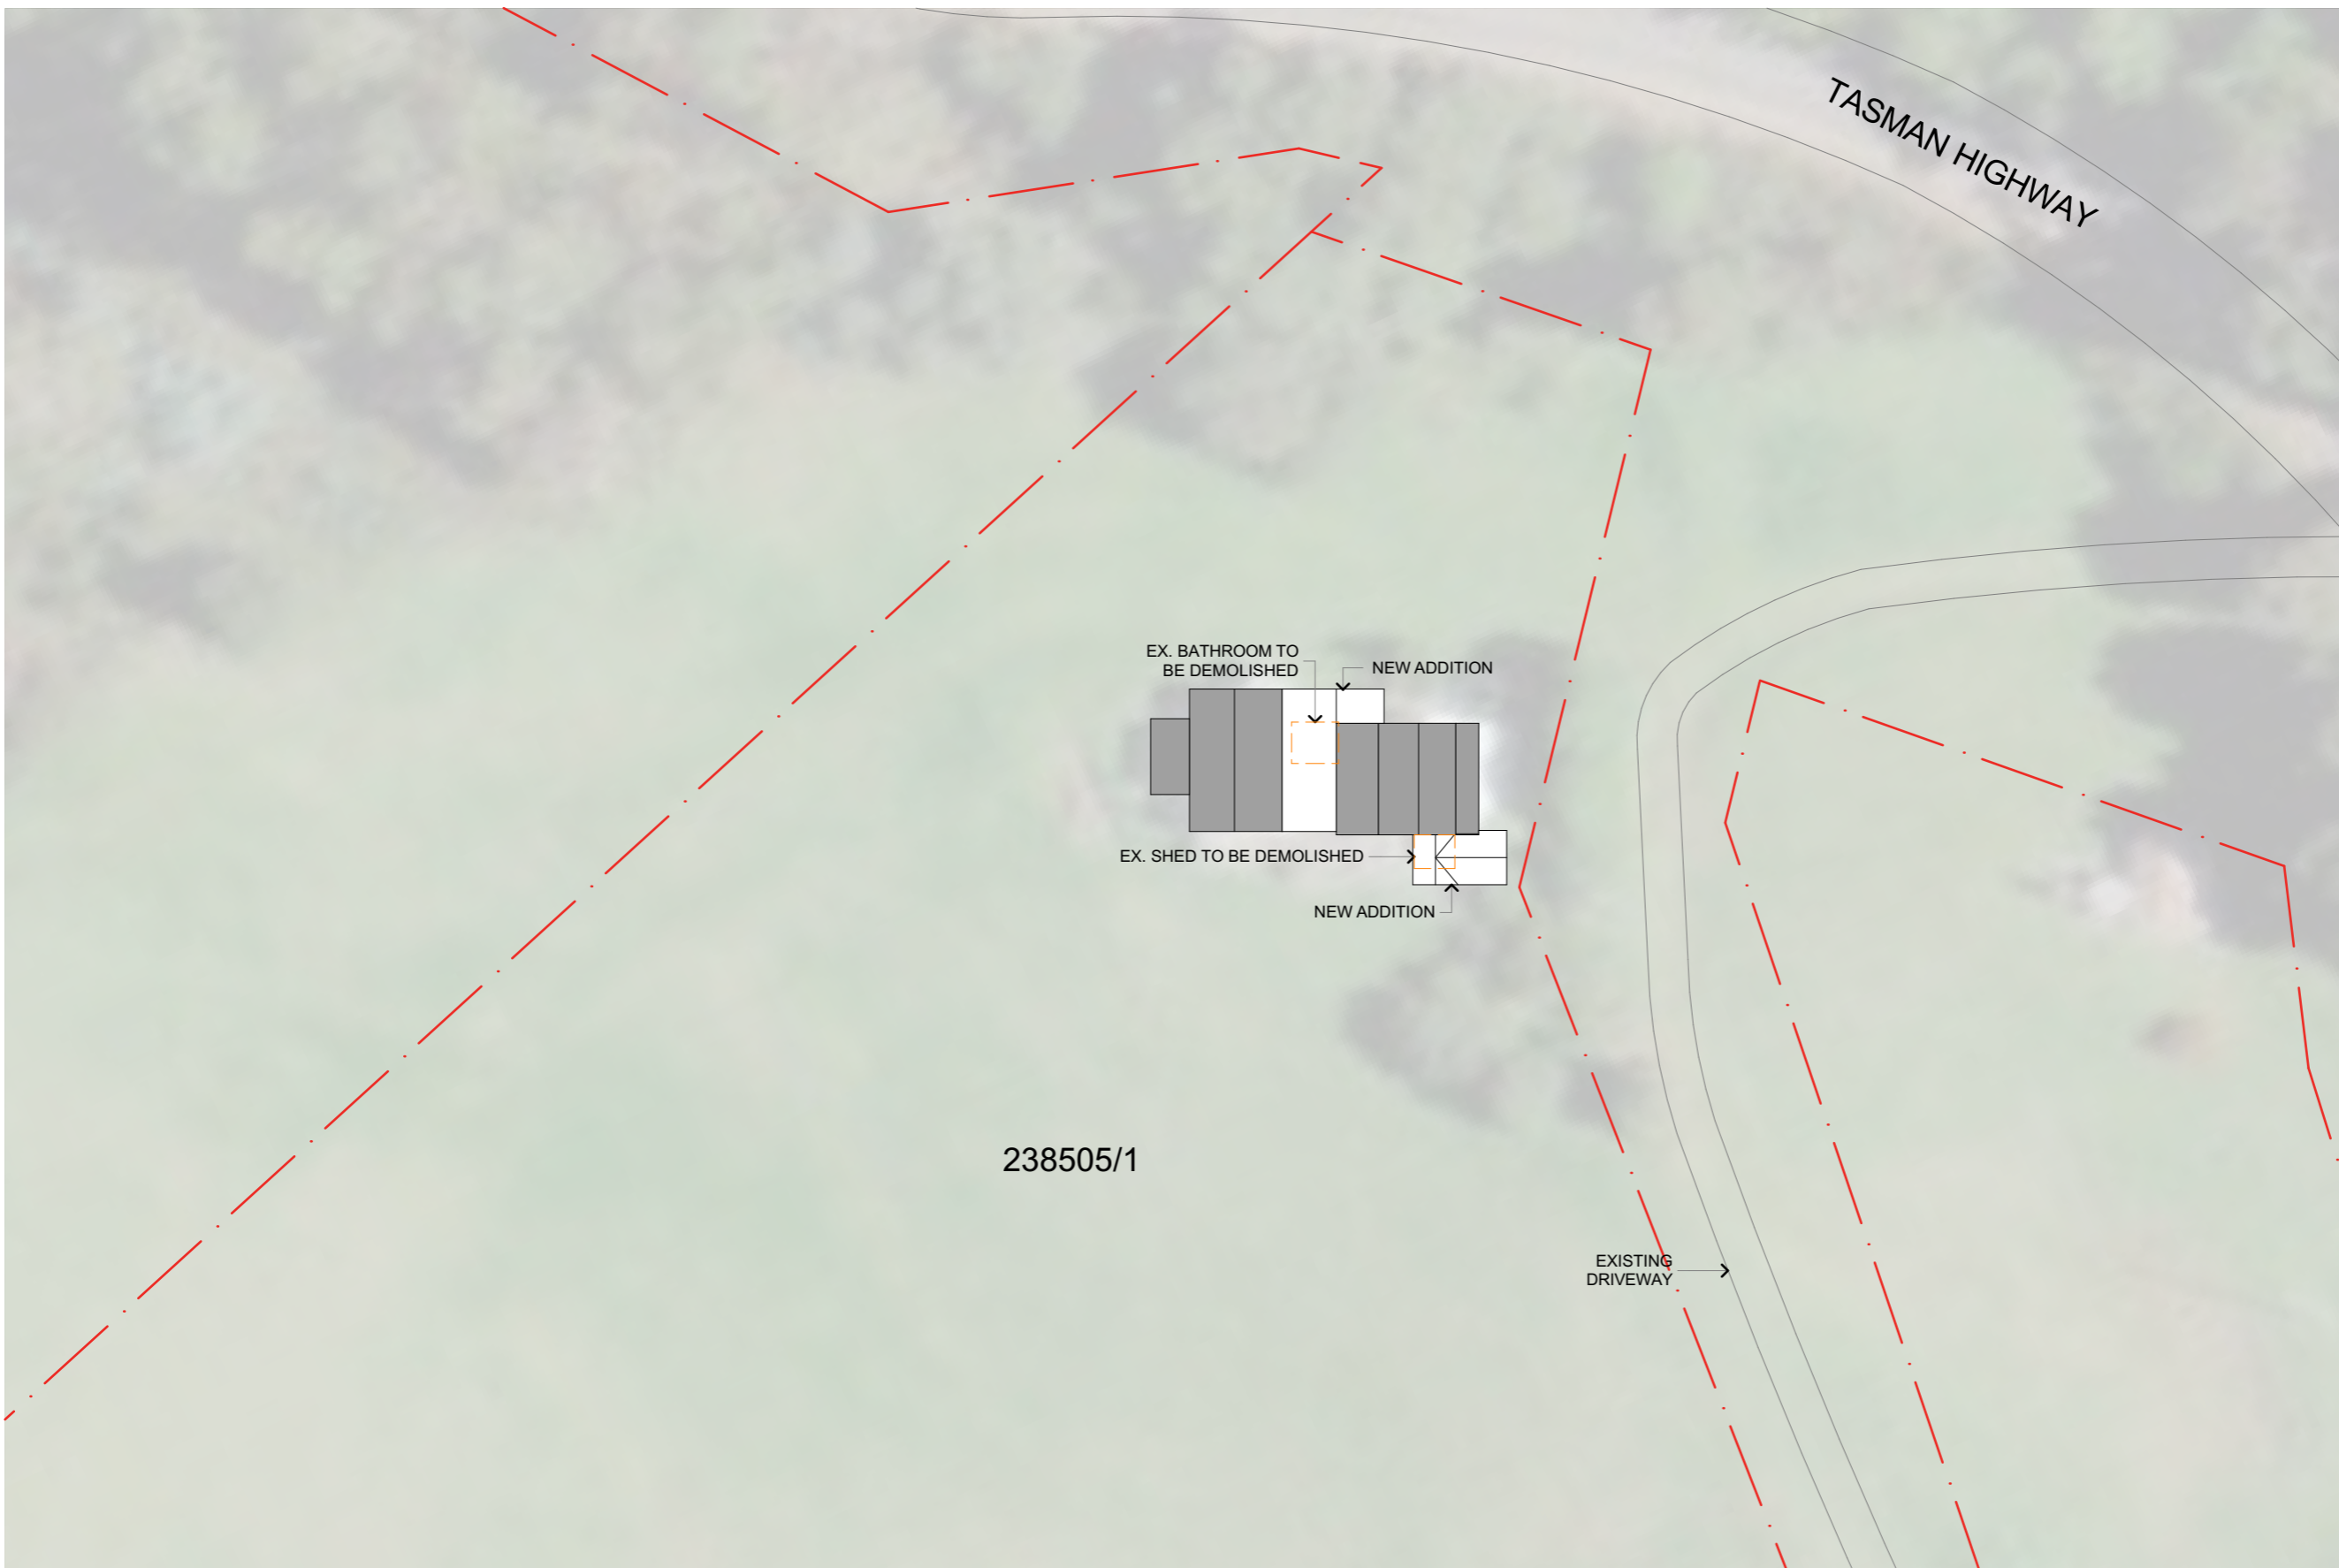 TASMAN HIGHWAY
EX. BATHROOM TO
BE DEMOLISHED
NEW ADDITION
EX. SHED TO BE DEMOLISHED
NEW ADDITION
238505/1
EXISTING
DRIVEWAY